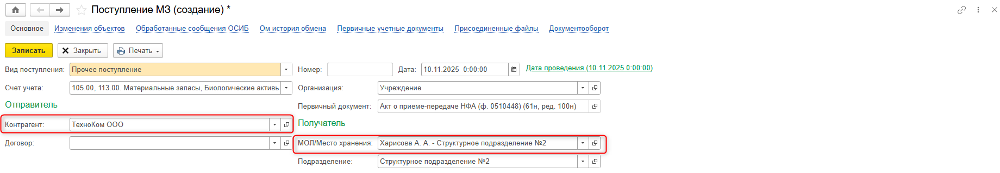 Поступление МЗ (создание) *
Основное Изменения объектов Обработанные сообщения ОСИБ Ом история обмена Первичные учетные документы Присоединенные файлы Документооборот
Записать Закрыть Печать
Вид поступления: Прочее поступление Номер: Дата: 10.11.2025 0:00:00 Дата проведения (10.11.2025 0:00:00)
Счет учета: 105.00, 113.00. Материальные запасы, Биологические активы Организация: Учреждение
Отправитель Первичный документ: Акт о приеме-передаче НФА (ф. 0510448) (61н, ред. 100н)
Контрагент: ТехноКом ООО Получатель
Договор: МОЛ/Место хранения: Харисова А. А. - Структурное подразделение №2
Подразделение: Структурное подразделение №2